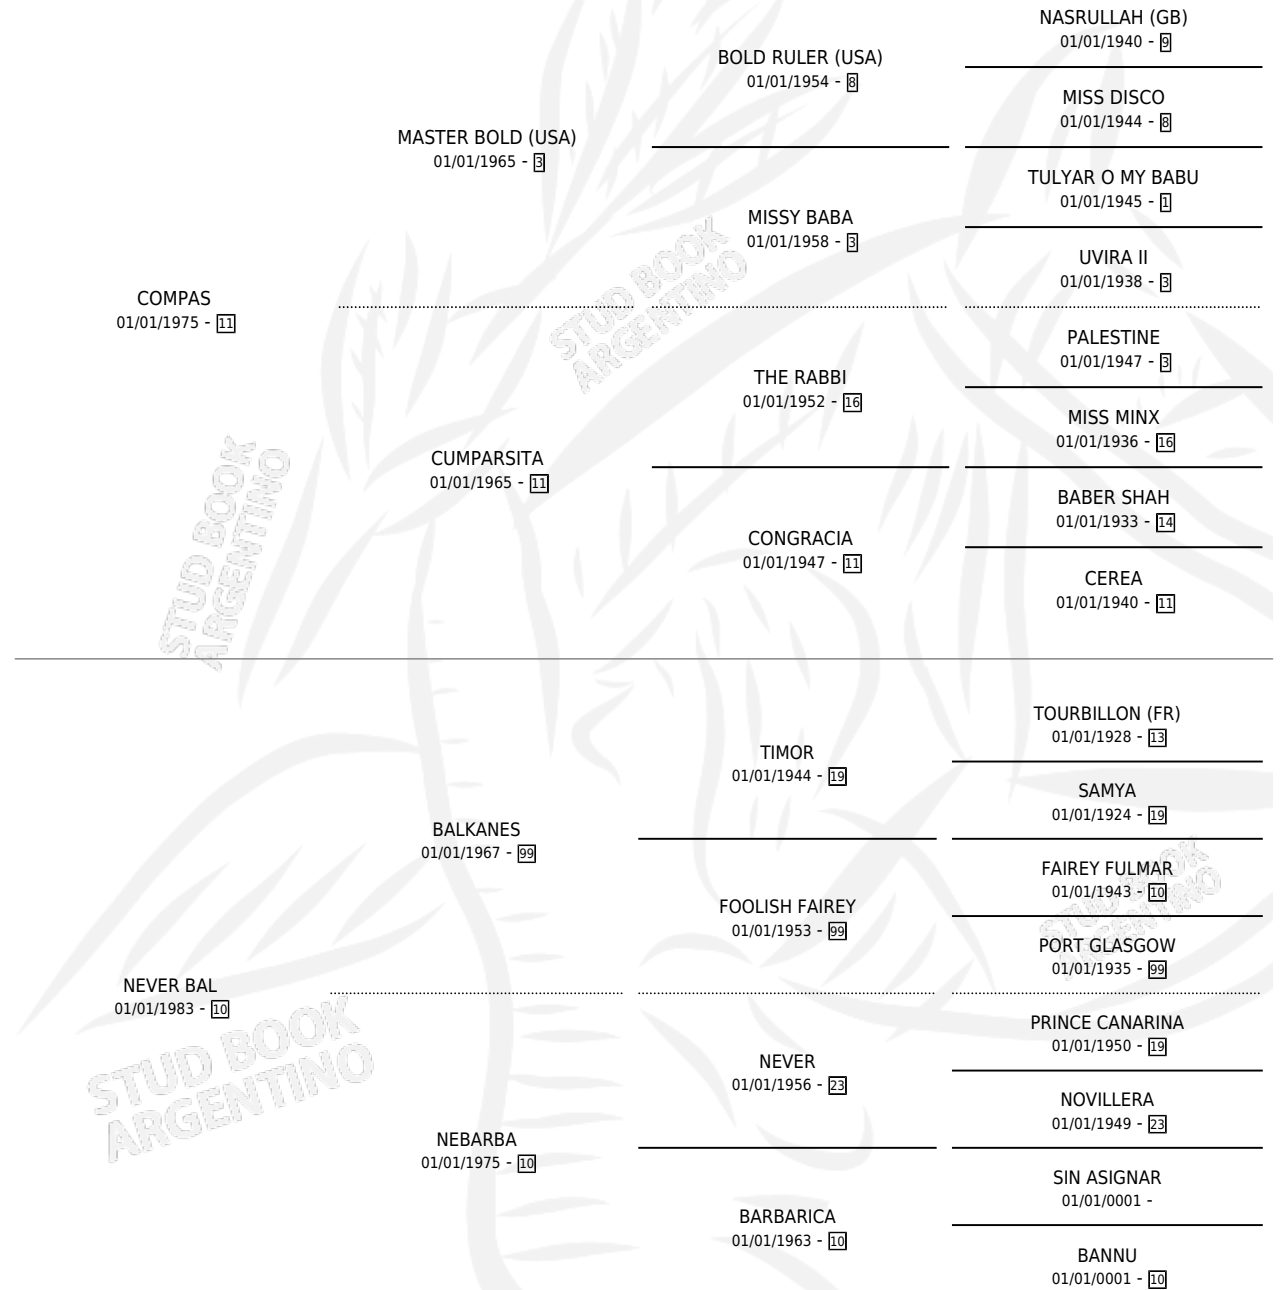 NASRULLAH (GB)
01/01/1940 - 9
BOLD RULER (USA)
01/01/1954 - 8
MISS DISCO
01/01/1944 - 8
MASTER BOLD (USA)
01/01/1965 - 3
TULYAR O MY BABU
01/01/1945 - 1
MISSY BABA
01/01/1958 - 3
UVIRA II
01/01/1938 - 3
COMPAS
01/01/1975 - 11
PALESTINE
01/01/1947 - 3
THE RABBI
01/01/1952 - 16
MISS MINX
01/01/1936 - 16
CUMPARSITA
01/01/1965 - 11
BABER SHAH
01/01/1933 - 14
CONGRACIA
01/01/1947 - 11
CEREA
01/01/1940 - 11
STUD BOOK
ARGENTINO
STUD BOOK
ARGENTINO
TOURBILLON (FR)
01/01/1928 - 13
TIMOR
01/01/1944 - 19
SAMYA
01/01/1924 - 19
BALKANES
01/01/1967 - 99
FAIREY FULMAR
01/01/1943 - 10
FOOLISH FAIREY
01/01/1953 - 99
PORT GLASGOW
01/01/1935 - 99
NEVER BAL
01/01/1983 - 10
PRINCE CANARINA
01/01/1950 - 19
NEVER
01/01/1956 - 23
NOVILLERA
01/01/1949 - 23
NEBARBA
01/01/1975 - 10
SIN ASIGNAR
01/01/0001 -
BARBARICA
01/01/1963 - 10
BANNU
01/01/0001 - 10
STUD BOOK
ARGENTINO
STUD BOOK
ARGENTINO